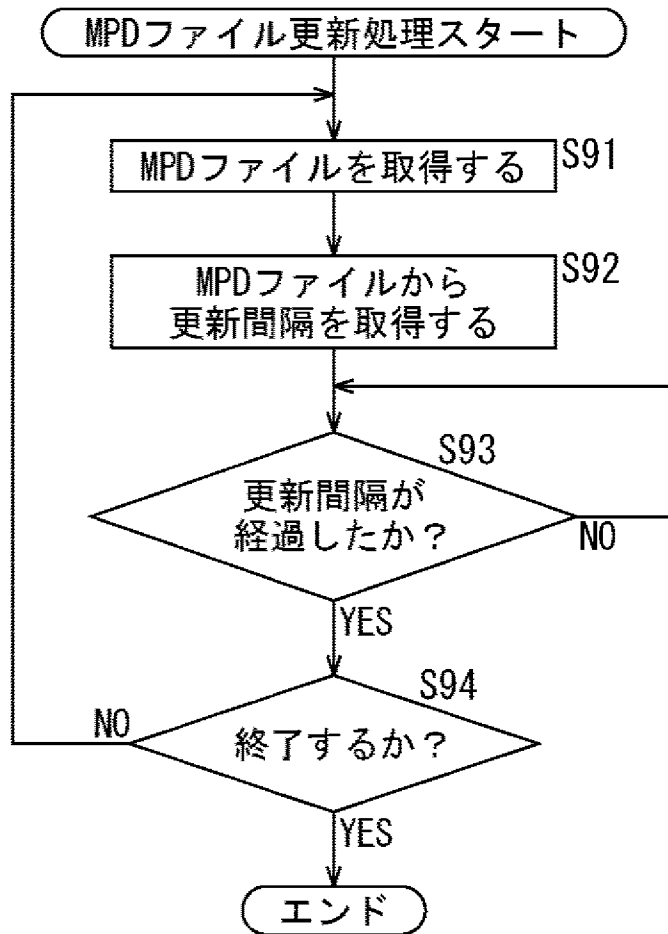 MPDファイル更新処理スタート
MPDファイルを取得する
S91
MPDファイルから
更新間隔を取得する
S92
S93
更新間隔が
経過したか？
NO
YES
S94
NO
終了するか？
YES
エンド